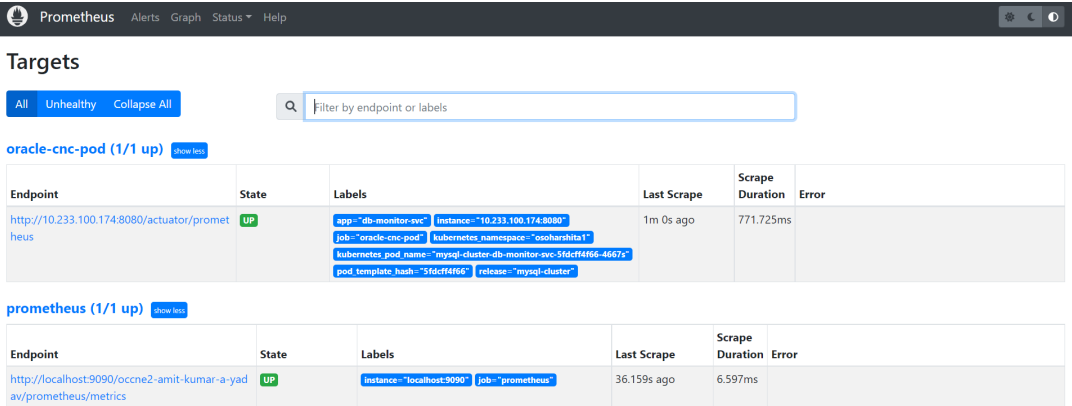 Prometheus Alerts Graph Status Help
Targets
All Unhealthy Collapse All
Filter by endpoint or labels
oracle-cnc-pod (1/1 up) show less
Endpoint State Labels Last Scrape Scrape Duration Error
http://10.233.100.174:8080/actuator/promet
heus
UP
app="db-monitor-svc" instance="10.233.100.174:8080"
job="oracle-cnc-pod" kubernetes_namespace="osoharshita1"
kubernetes_pod_name="mysql-cluster-db-monitor-svc-5fdcff4f66-4667s"
pod_template_hash="5fdcff4f66" release="mysql-cluster"
1m 0s ago
771.725ms
prometheus (1/1 up) show less
Endpoint State Labels Last Scrape Scrape Duration Error
http://localhost:9090/occne2-amit-kumar-a-yad
av/prometheus/metrics
UP
instance="localhost:9090" job="prometheus"
36.159s ago
6.597ms